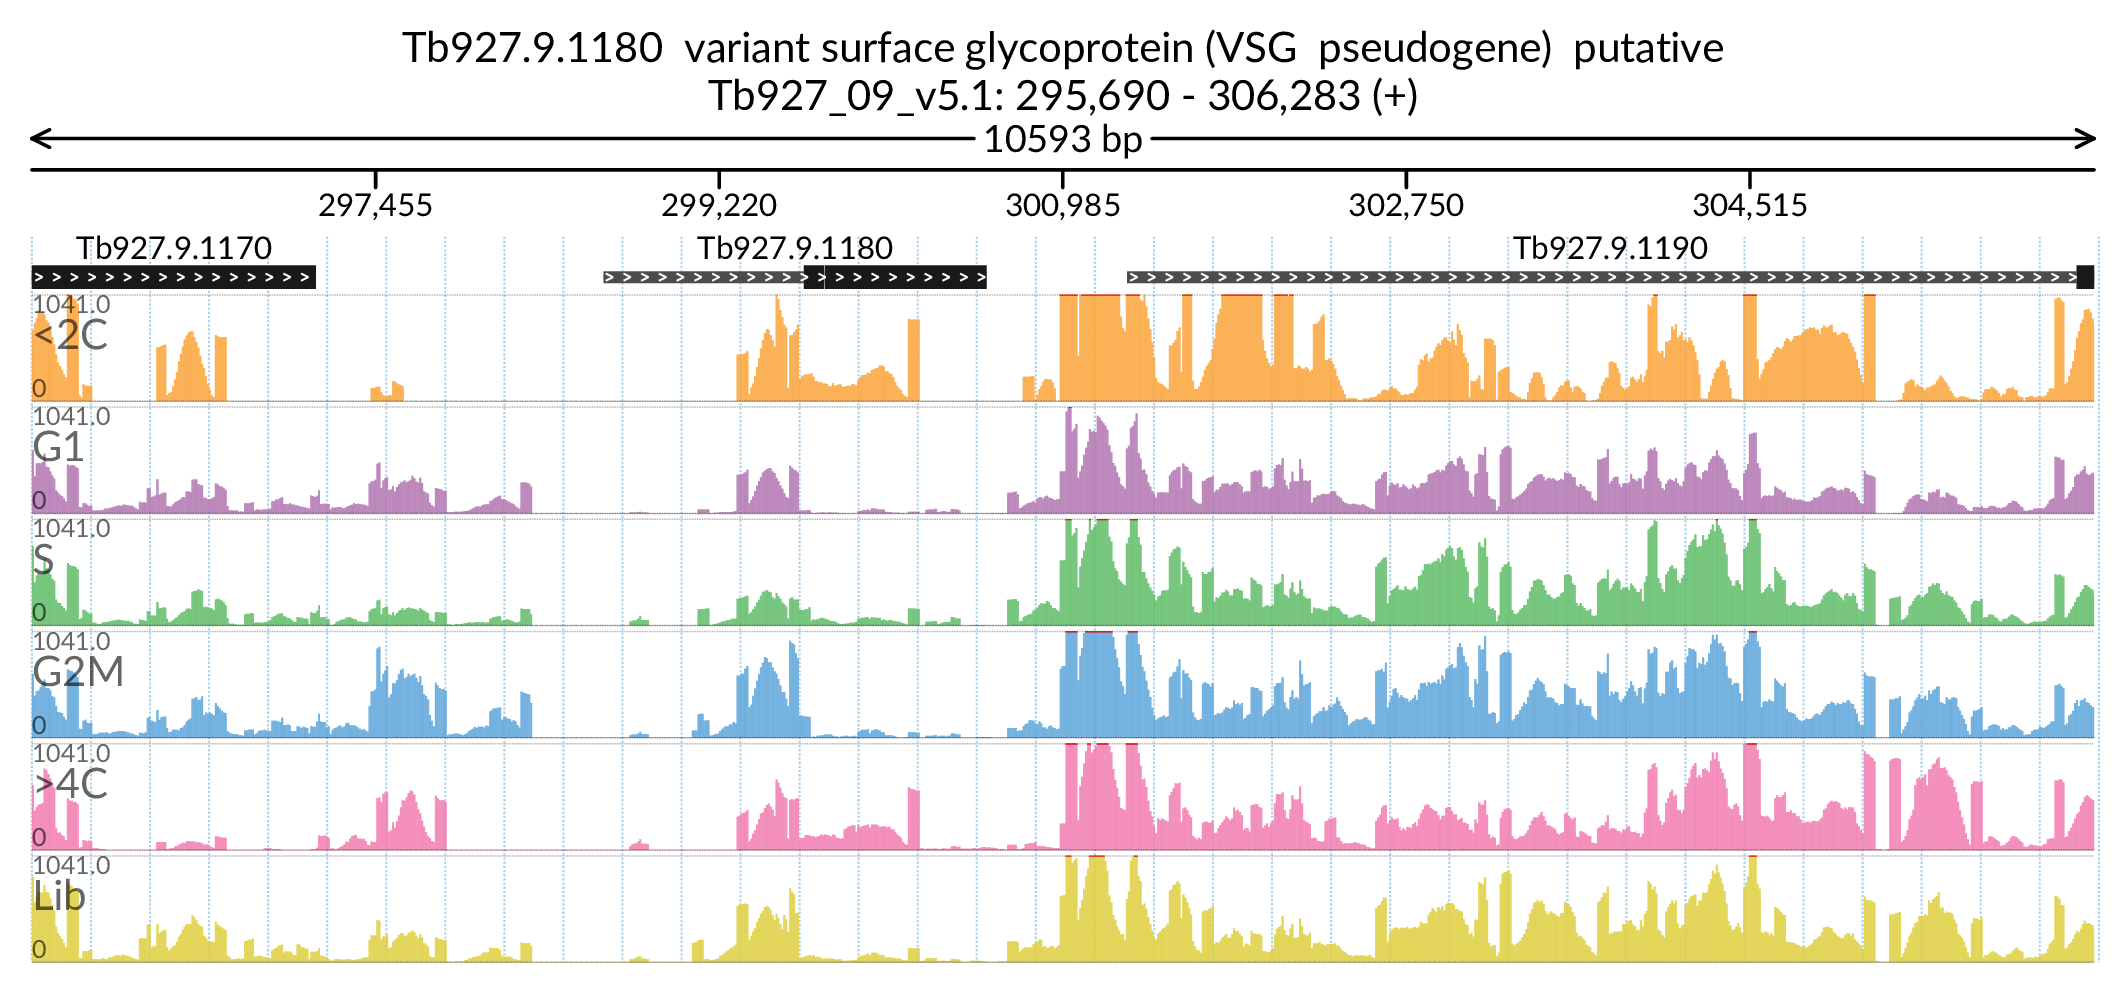 Tb927.9.1180 variant surface glycoprotein (VSG pseudogene) putative
Tb927_09_v5.1: 295,690 - 306,283 (+)
10593 bp
297,455 299,220 300,985 302,750 304,515
Tb927.9.1170 Tb927.9.1180 Tb927.9.1190
1041.0
<2C
0
1041.0
G1
0
1041.0
S
0
1041.0
G2M
0
1041.0
>4C
0
1041.0
Lib
0